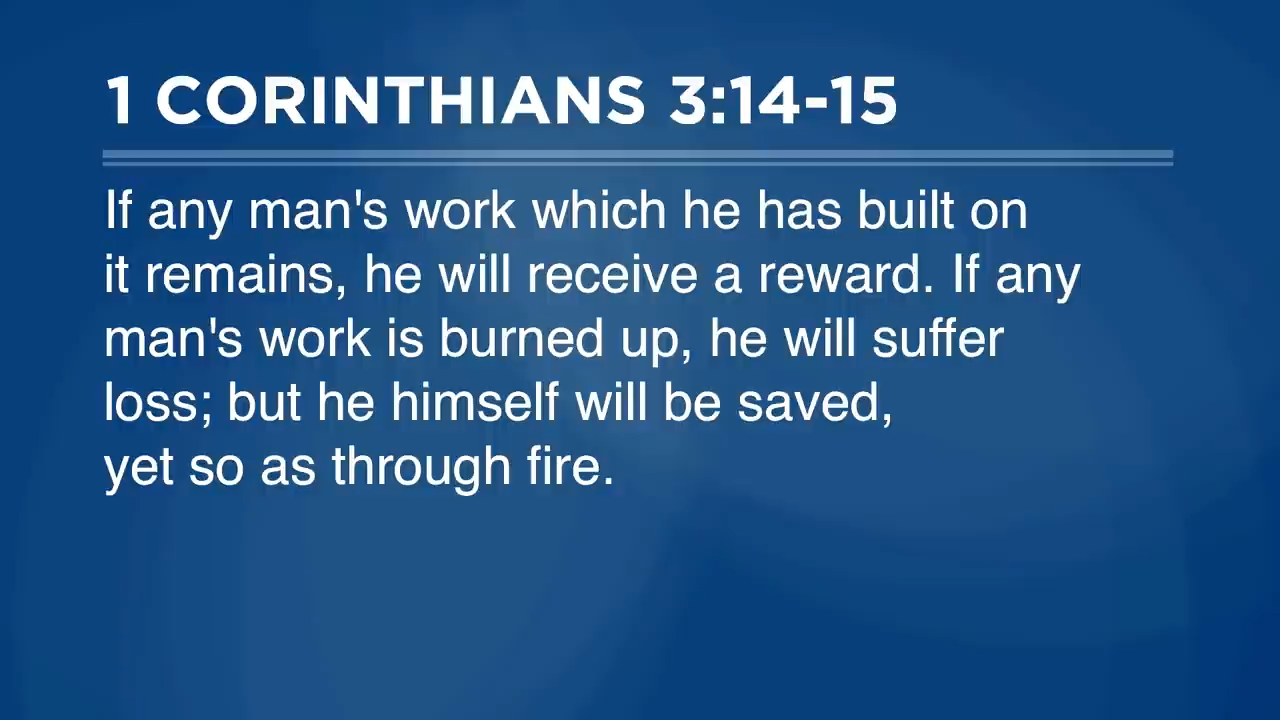 1 CORINTHIANS 3:14-15
If any man's work which he has built on
it remains, he will receive a reward. If any
man's work is burned up, he will suffer
loss; but he himself will be saved,
yet so as through fire.